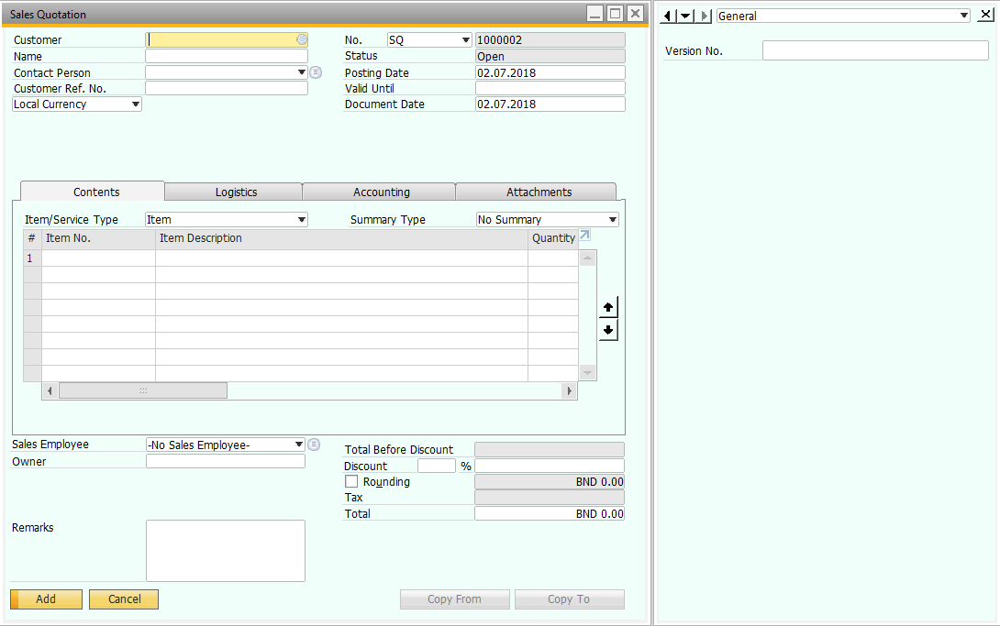 Sales Quotation
Customer
Name
Contact Person
Customer Ref. No.
Local Currency
No. SQ 1000002
Status Open
Posting Date 02.07.2018
Valid Until
Document Date 02.07.2018
Contents Logistics Accounting Attachments
Item/Service Type Item Summary Type No Summary
# Item No. Item Description Quantity
1
Sales Employee -No Sales Employee-
Owner
Total Before Discount
Discount %
Rounding BND 0.00
Tax
Total BND 0.00
Remarks
Add Cancel Copy From Copy To
General
Version No.